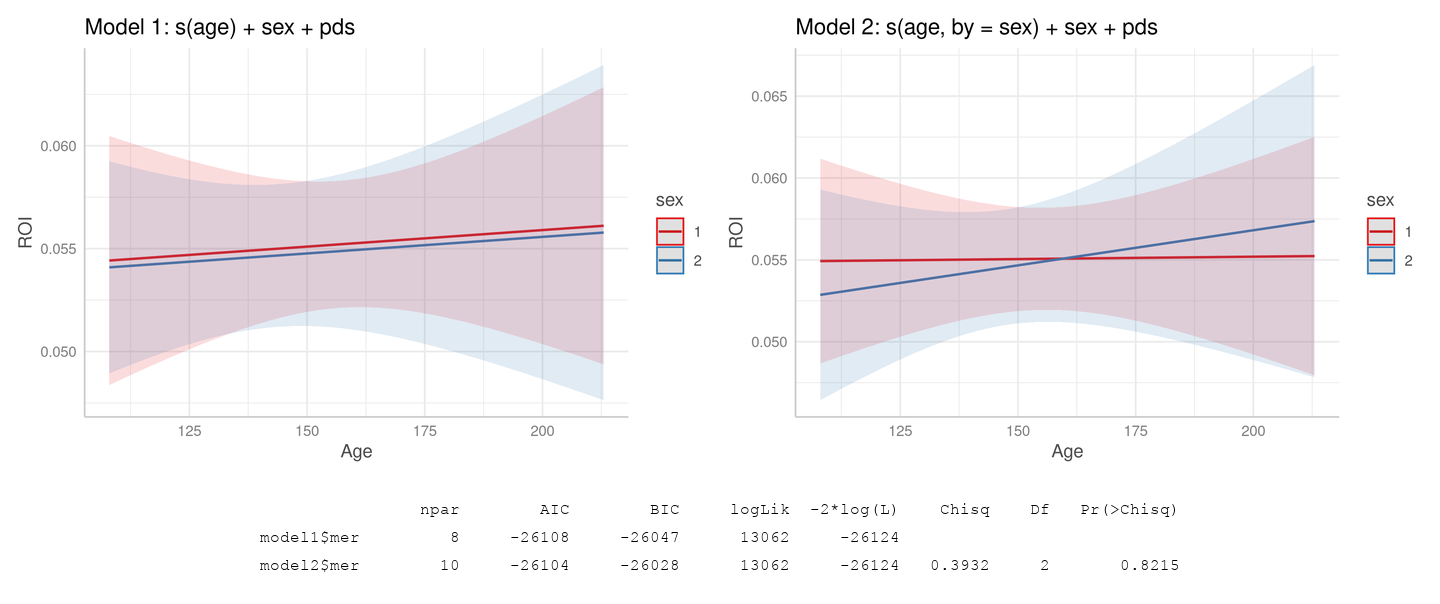 Model 1: s(age) + sex + pds
ROI
0.060
0.055
0.050
125 150 175 200
Age
sex
1
2
Model 2: s(age, by = sex) + sex + pds
ROI
0.065
0.060
0.055
0.050
125 150 175 200
Age
sex
1
2
npar AIC BIC logLik -2*log(L) Chisq Df Pr(>Chisq)
model1$mer 8 -26108 -26047 13062 -26124
model2$mer 10 -26104 -26028 13062 -26124 0.3932 2 0.8215